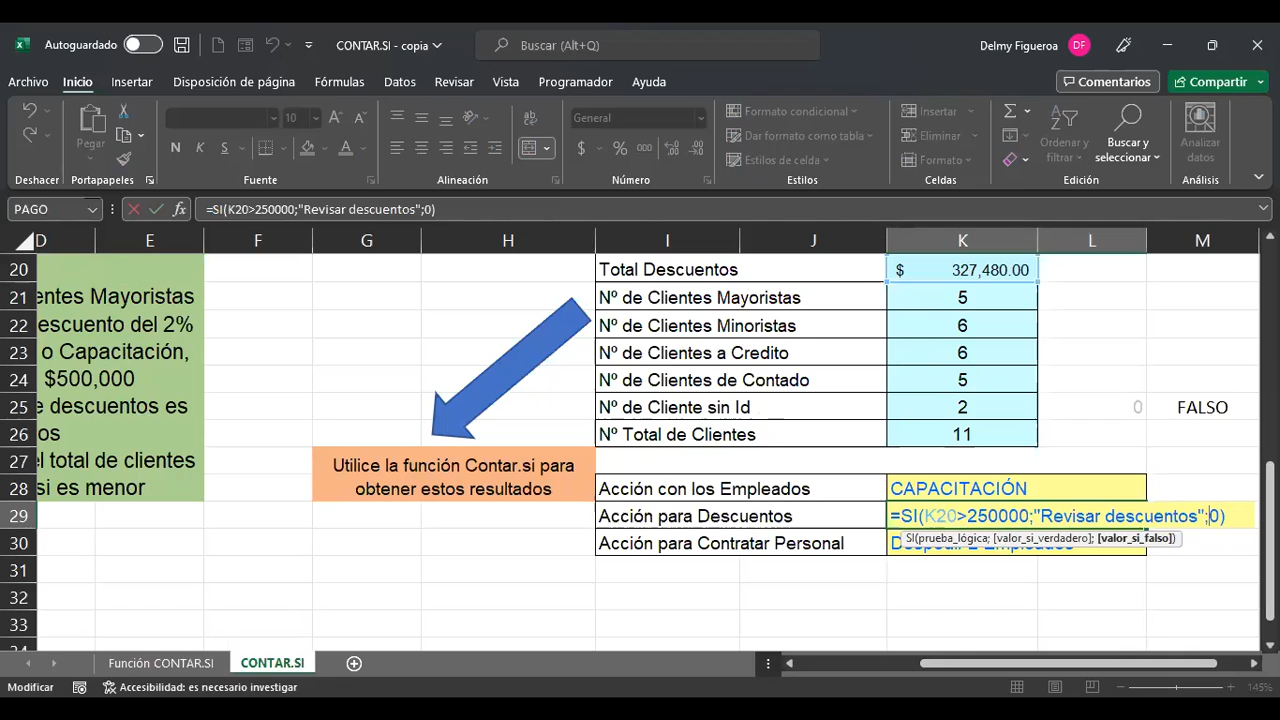 Autoguardado
CONTAR.SI - copia
Buscar (Alt+Q)
Delmy Figueroa
DF
Archivo Inicio Insertar Disposición de página Fórmulas Datos Revisar Vista Programador Ayuda Comentarios Compartir
Pegar
10
N K S
A
ab
General
$ % 000
Formato condicional
Dar formato como tabla
Estilos de celda
Insertar
Eliminar
Formato
Ordenar y filtrar
Buscar y seleccionar
Analizar datos
Deshacer Portapapeles Fuente Alineación Número Estilos Celdas Edición Análisis
PAGO fx =SI(K20>250000;"Revisar descuentos";0)
D E F G H I J K L M
20 Total Descuentos $ 327,480.00
21 entes Mayoristas Nº de Clientes Mayoristas 5
22 escuento del 2% Nº de Clientes Minoristas 6
23 o Capacitación, Nº de Clientes a Credito 6
24 $500,000 Nº de Clientes de Contado 5
25 e descuentos es Nº de Cliente sin Id 2 0 FALSO
26 os Nº Total de Clientes 11
27 el total de clientes
Utilice la función Contar.si para
obtener estos resultados
28 si es menor Acción con los Empleados CAPACITACIÓN
29 Acción para Descuentos =SI(K20>250000;"Revisar descuentos";0)
SI(prueba_lógica; [valor_si_verdadero]; [valor_si_falso])
30 Acción para Contratar Personal
31
32
33
34
Función CONTAR.SI CONTAR.SI
Modificar Accesibilidad: es necesario investigar 145%